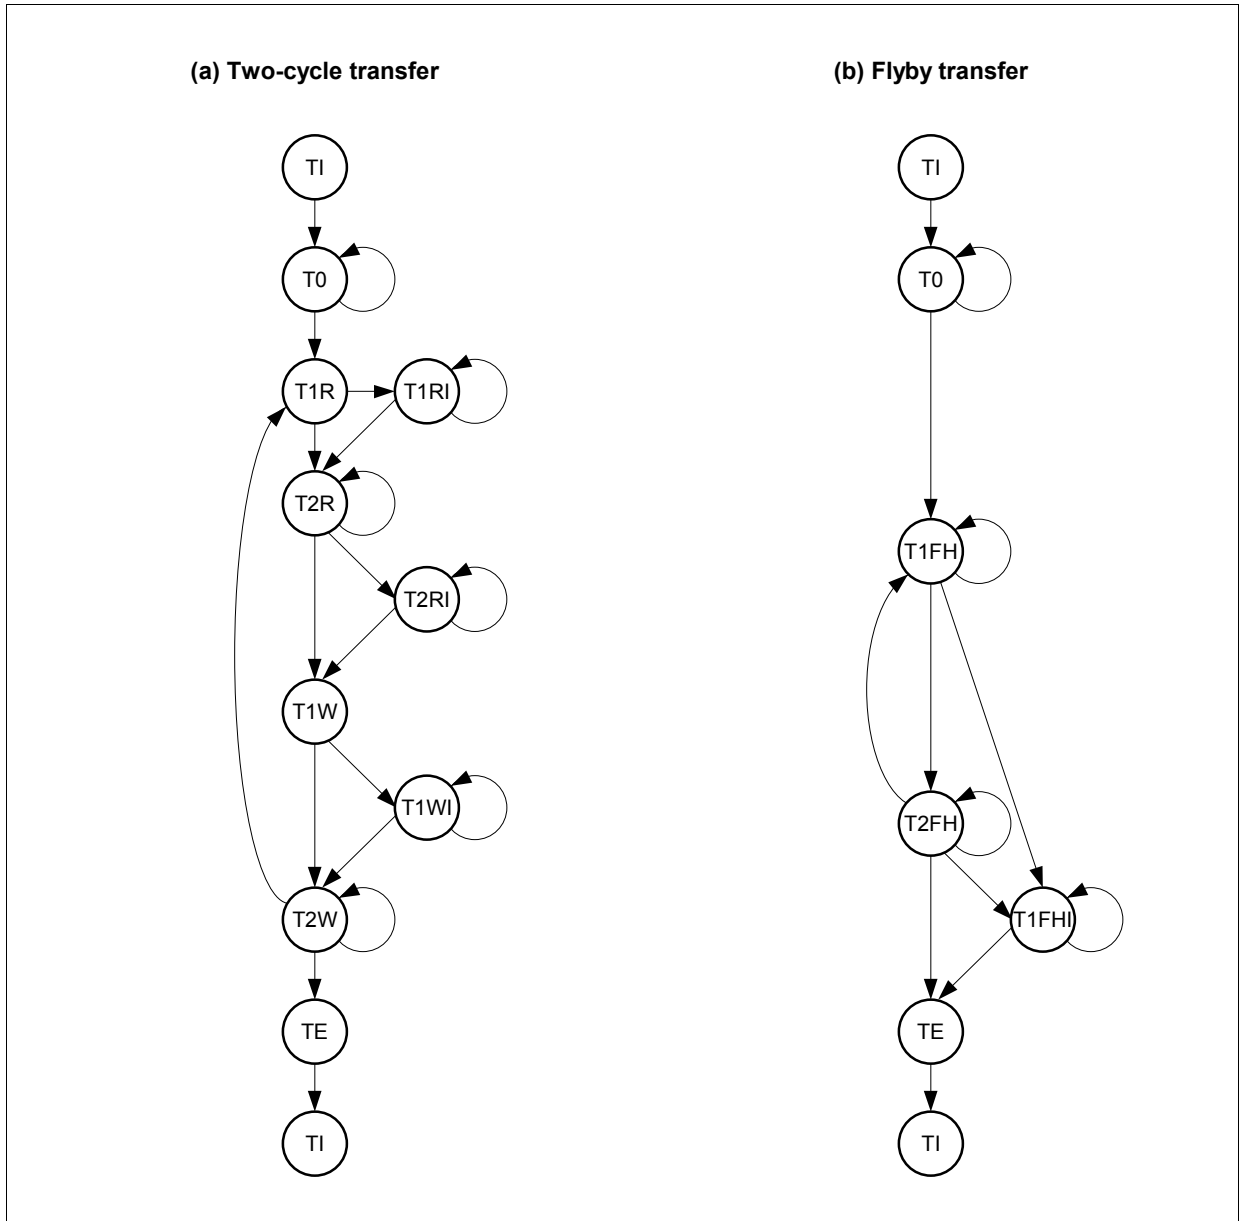 (a) Two-cycle transfer
TI
T0
T1R
T1RI
T2R
T2RI
T1W
T1WI
T2W
TE
TI
(b) Flyby transfer
TI
T0
T1FH
T2FH
T1FHI
TE
TI